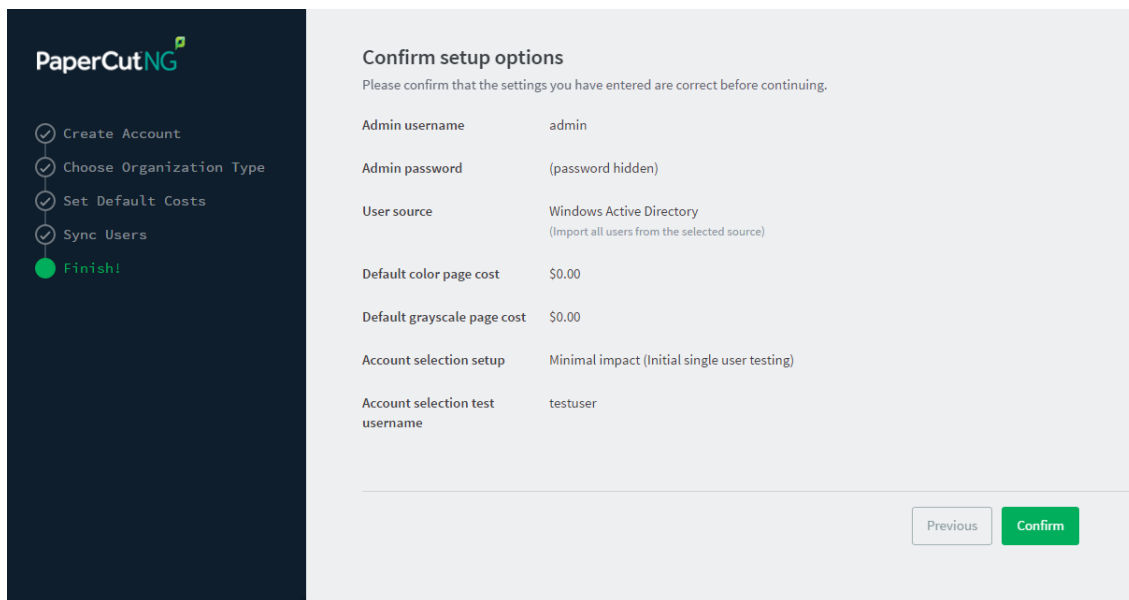 PaperCut NG
Create Account
Choose Organization Type
Set Default Costs
Sync Users
Finish!
Confirm setup options
Please confirm that the settings you have entered are correct before continuing.
Admin username admin
Admin password (password hidden)
User source Windows Active Directory
(Import all users from the selected source)
Default color page cost $0.00
Default grayscale page cost $0.00
Account selection setup Minimal impact (Initial single user testing)
Account selection test testuser
username
Previous Confirm